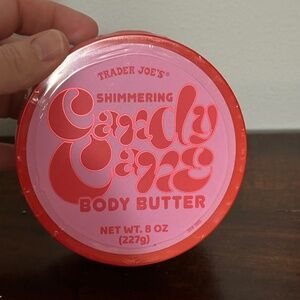 TRADER JOE'S®
SHIMMERING
Candy
Cane
BODY BUTTER
NET WT. 8 OZ
(227g)